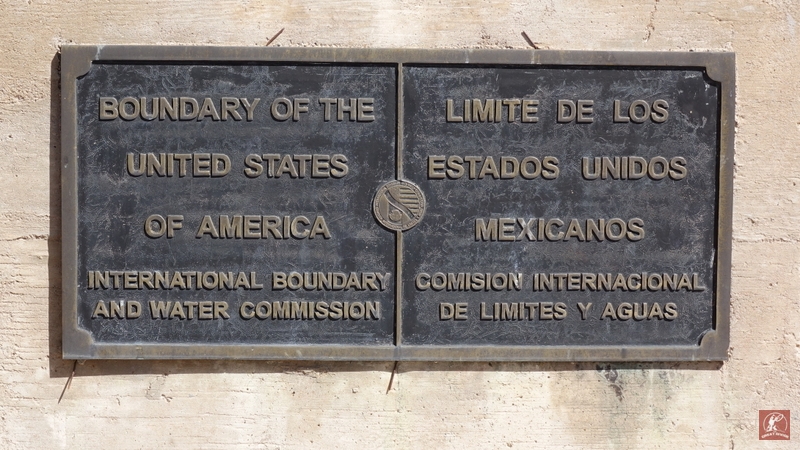 BOUNDARY OF THE
UNITED STATES
OF AMERICA
INTERNATIONAL BOUNDARY
AND WATER COMMISSION
LIMITE DE LOS
ESTADOS UNIDOS
MEXICANOS
COMISION INTERNACIONAL
DE LIMITES Y AGUAS